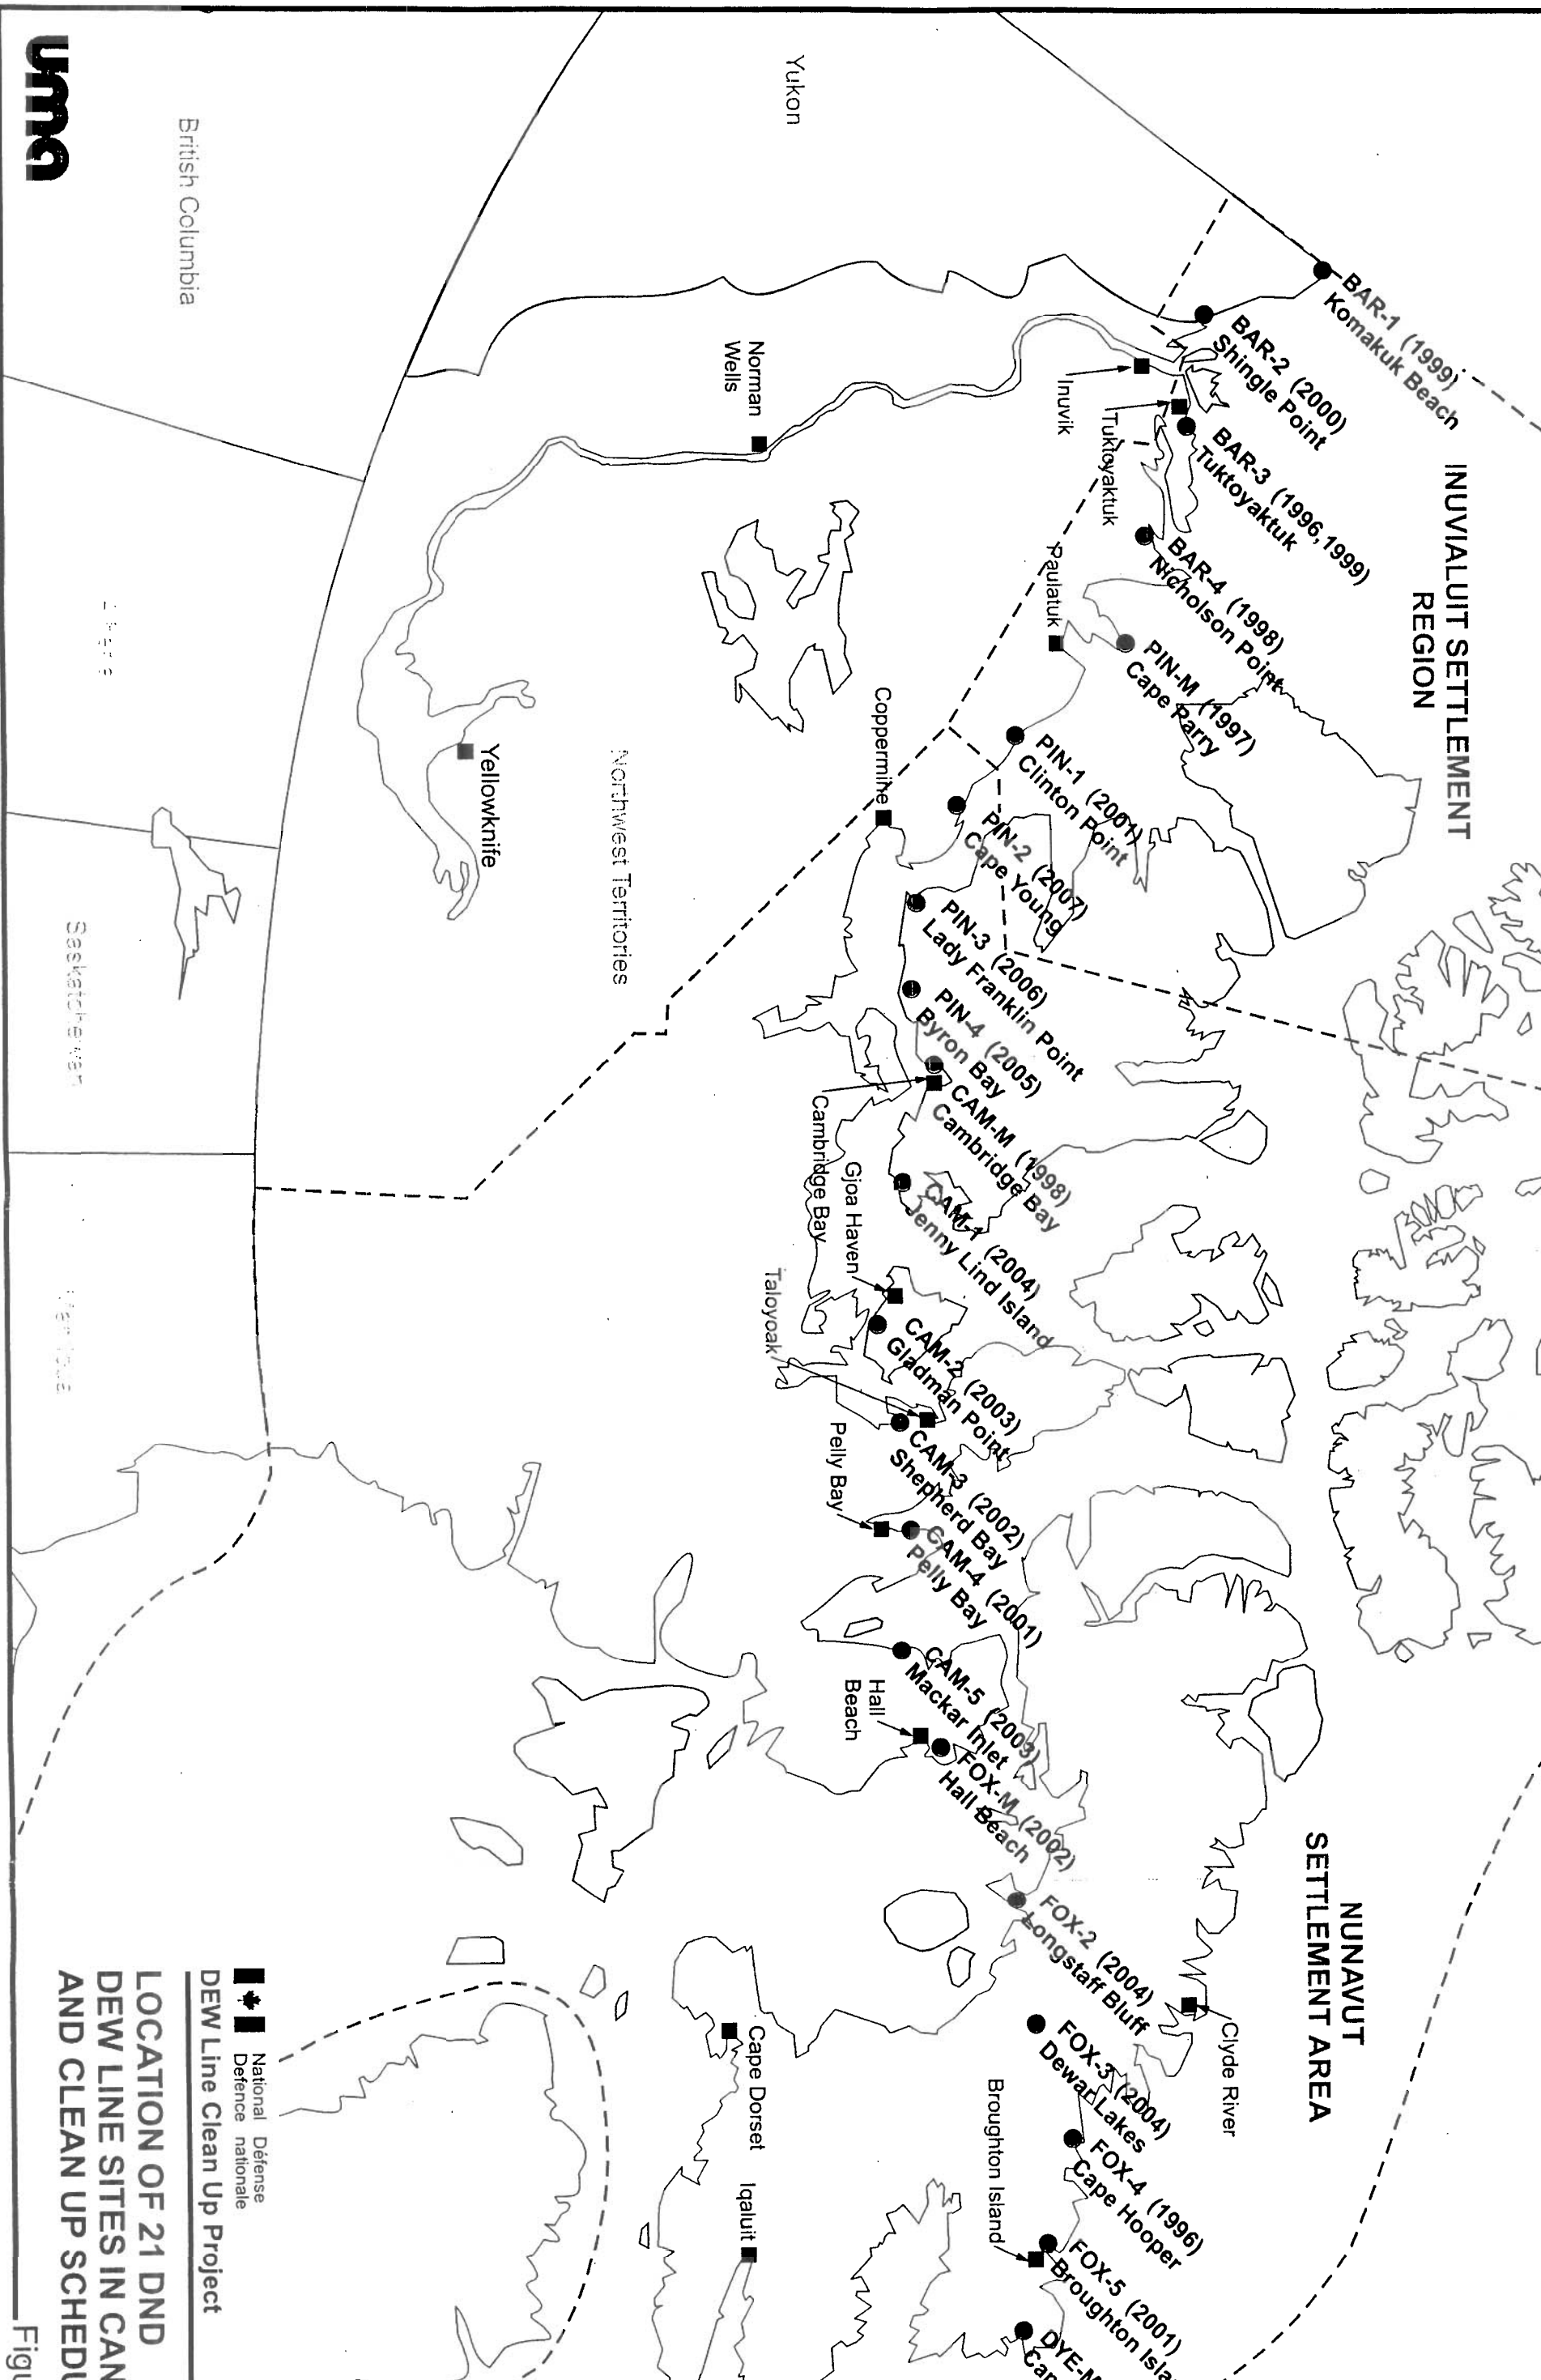 INUVIALUIT SETTLEMENT
REGION
NUNAVUT
SETTLEMENT AREA
BAR-1 (1999)
Komakuk Beach
BAR-2 (2000)
Shingle Point
BAR-3 (1996,1999)
Tuktoyaktuk
BAR-4 (1998)
Nicholson Point
PIN-M (1997)
Cape Parry
PIN-1 (2001)
Clinton Point
PIN-2 (2007)
Cape Young
PIN-3 (2006)
Lady Franklin Point
PIN-4 (2005)
Byron Bay
CAM-M (1998)
Cambridge Bay
CAM-1 (2004)
Jenny Lind Island
CAM-2 (2003)
Gladman Point
CAM-3 (2002)
Shepherd Bay
CAM-4 (2001)
Pelly Bay
CAM-5 (2003)
Mackar Inlet
FOX-M (2002)
Hall Beach
FOX-2 (2004)
Longstaff Bluff
FOX-3 (2004)
Dewar Lakes
FOX-4 (1996)
Cape Hooper
FOX-5 (2001)
Broughton Isla
DYE-M
Cap
Clyde River
Broughton Island
Inuvik
Tuktoyaktuk
Paulatuk
Coppermine
Cambridge Bay
Gjoa Haven
Taloyoak
Pelly Bay
Hall
Beach
Cape Dorset
Iqaluit
Yukon
Norman
Wells
Northwest Territories
Yellowknife
British Columbia
Saskatchewan
uma
National Défense
Defence nationale
DEW Line Clean Up Project
LOCATION OF 21 DND
DEW LINE SITES IN CAN
AND CLEAN UP SCHEDU
Figu